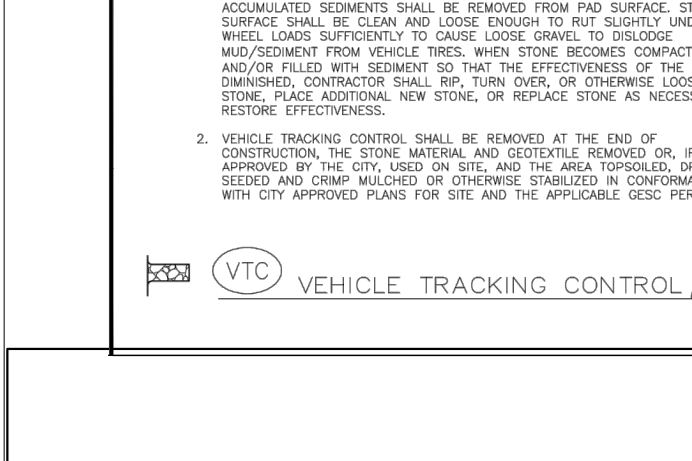 ACCUMULATED SEDIMENTS SHALL BE REMOVED FROM PAD SURFACE. ST
SURFACE SHALL BE CLEAN AND LOOSE ENOUGH TO RUT SLIGHTLY UND
WHEEL LOADS SUFFICIENTLY TO CAUSE LOOSE GRAVEL TO DISLODGE
MUD/SEDIMENT FROM VEHICLE TIRES. WHEN STONE BECOMES COMPACT
AND/OR FILLED WITH SEDIMENT SO THAT THE EFFECTIVENESS OF THE
DIMINISHED, CONTRACTOR SHALL RIP, TURN OVER, OR OTHERWISE LOOS
STONE, PLACE ADDITIONAL NEW STONE, OR REPLACE STONE AS NECESS
RESTORE EFFECTIVENESS.
2. VEHICLE TRACKING CONTROL SHALL BE REMOVED AT THE END OF
CONSTRUCTION, THE STONE MATERIAL AND GEOTEXTILE REMOVED OR, IF
APPROVED BY THE CITY, USED ON SITE, AND THE AREA TOPSOILED, DR
SEEDED AND CRIMP MULCHED OR OTHERWISE STABILIZED IN CONFORMA
WITH CITY APPROVED PLANS FOR SITE AND THE APPLICABLE GESC PER
VTC VEHICLE TRACKING CONTROL